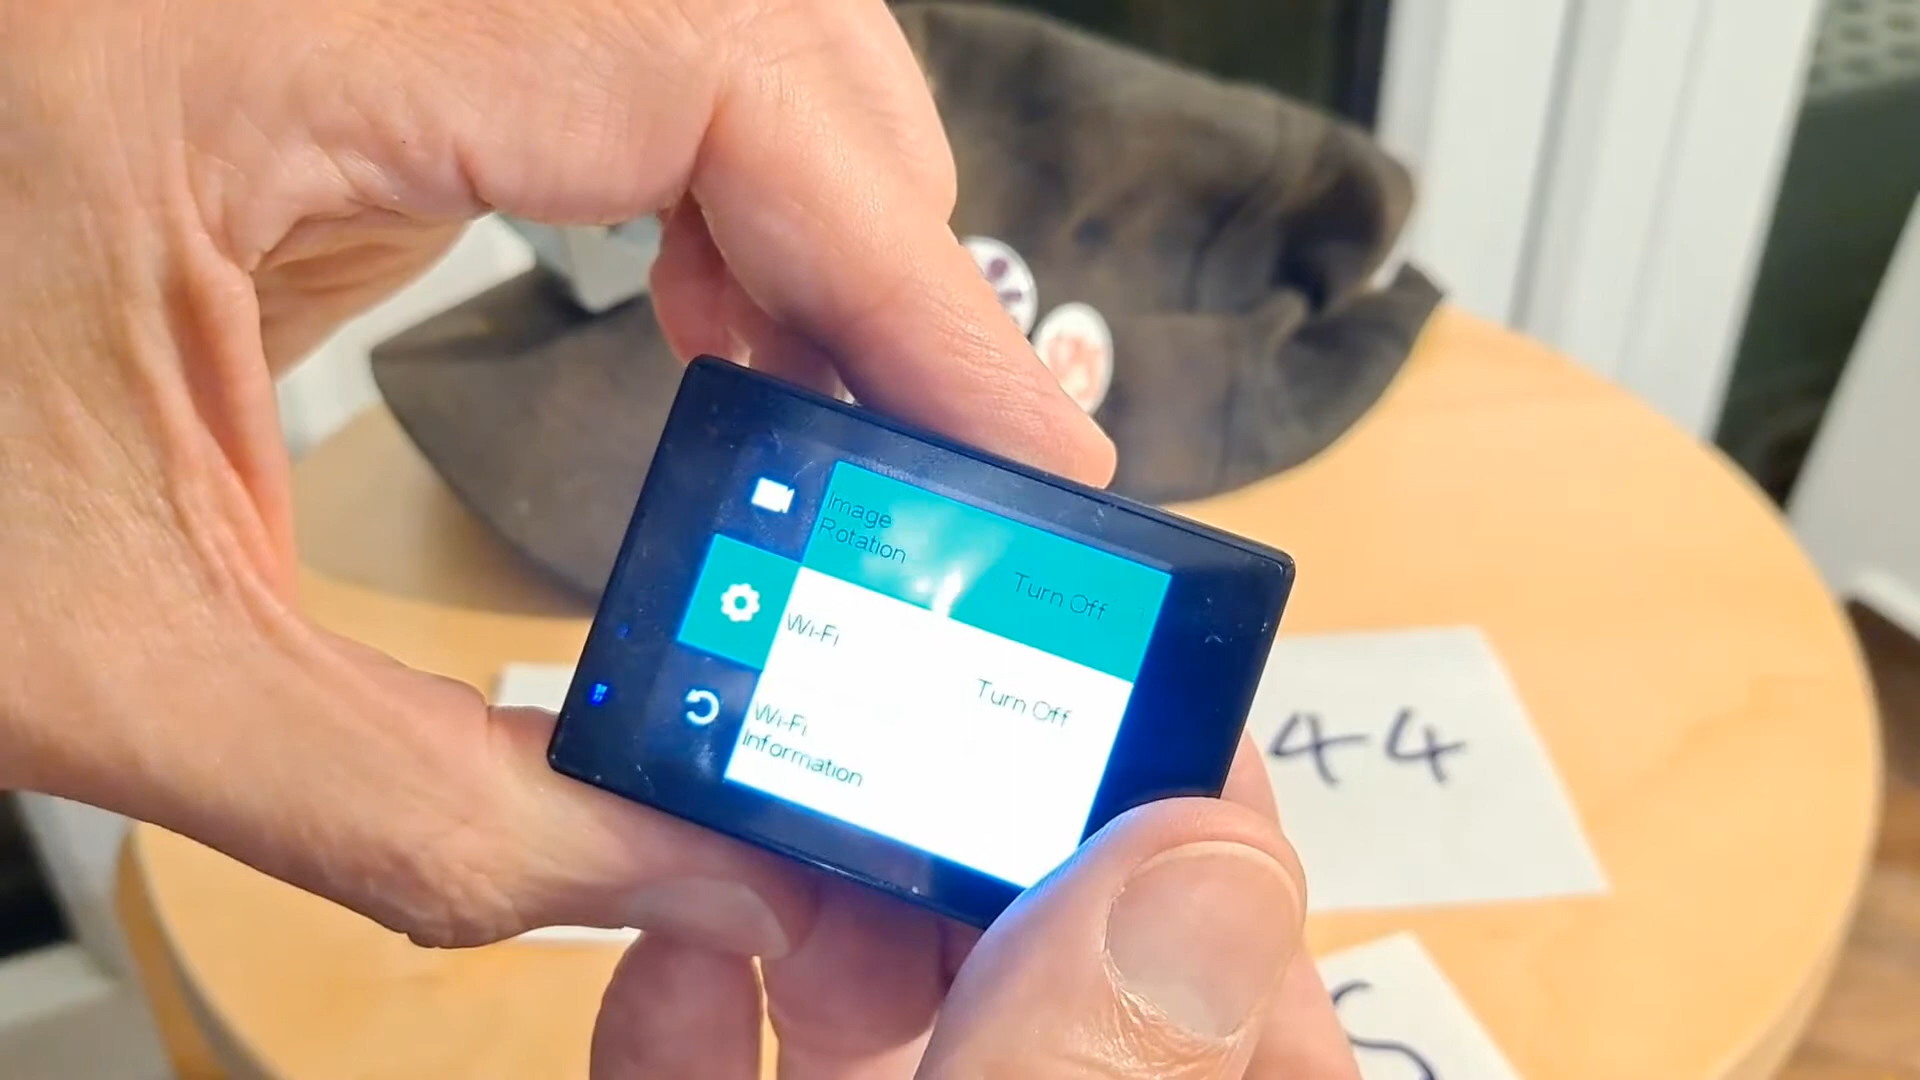 Image
Rotation
Turn Off
Wi-Fi
Turn Off
Wi-Fi
Information
44
S